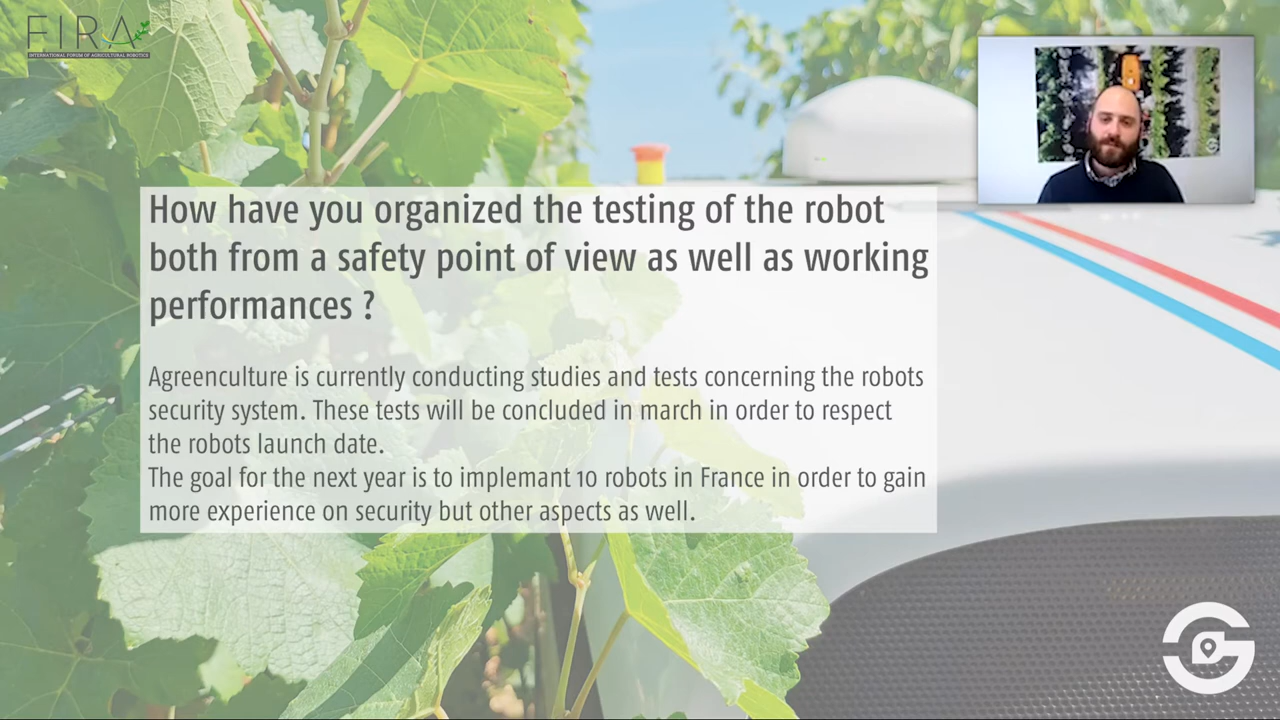 FIRA
INTERNATIONAL FORUM OF AGRICULTURAL ROBOTICS
How have you organized the testing of the robot
both from a safety point of view as well as working
performances ?
Agreenculture is currently conducting studies and tests concerning the robots
security system. These tests will be concluded in march in order to respect
the robots launch date.
The goal for the next year is to implemant 10 robots in France in order to gain
more experience on security but other aspects as well.